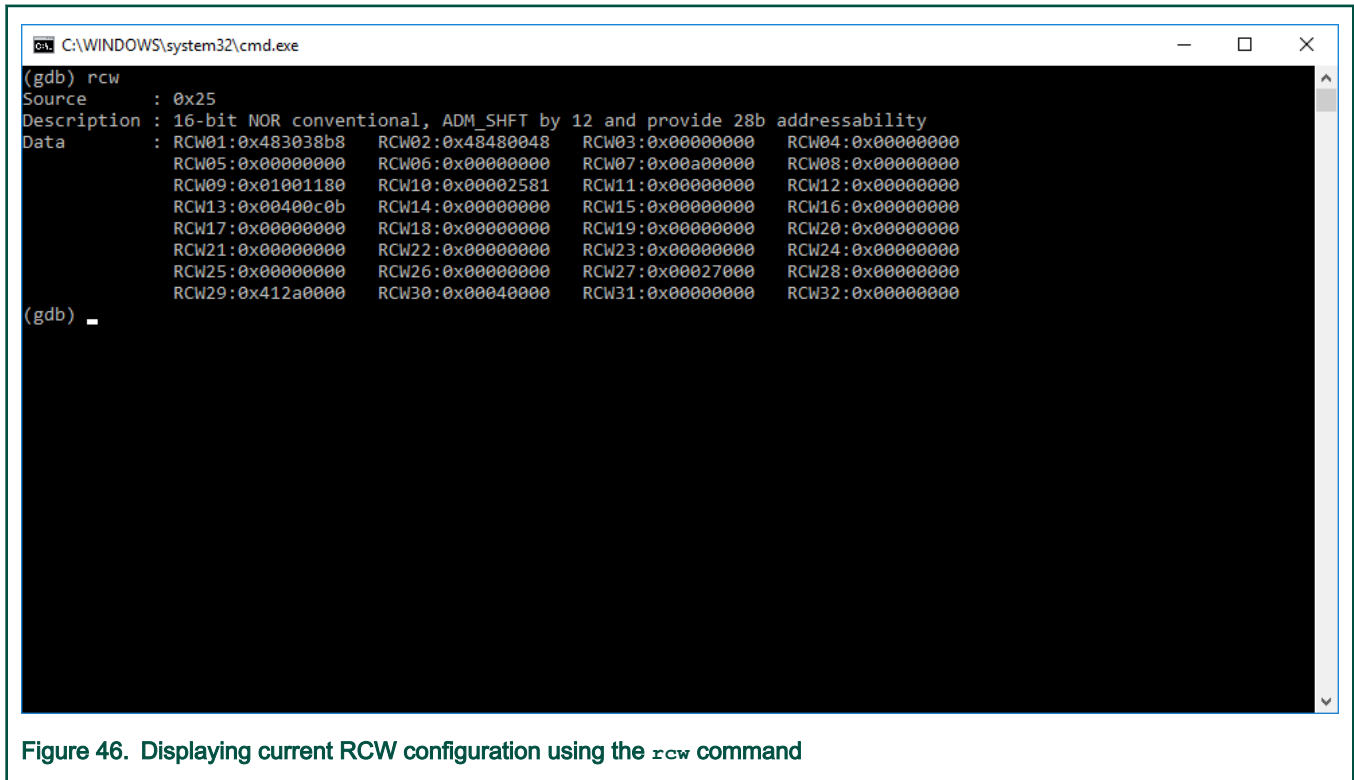 C:\WINDOWS\system32\cmd.exe
(gdb) rcw
Source      : 0x25
Description : 16-bit NOR conventional, ADM_SHFT by 12 and provide 28b addressability
Data        : RCW01:0x483038b8   RCW02:0x48480048   RCW03:0x00000000   RCW04:0x00000000
              RCW05:0x00000000   RCW06:0x00000000   RCW07:0x00a00000   RCW08:0x00000000
              RCW09:0x01001180   RCW10:0x00002581   RCW11:0x00000000   RCW12:0x00000000
              RCW13:0x00400c0b   RCW14:0x00000000   RCW15:0x00000000   RCW16:0x00000000
              RCW17:0x00000000   RCW18:0x00000000   RCW19:0x00000000   RCW20:0x00000000
              RCW21:0x00000000   RCW22:0x00000000   RCW23:0x00000000   RCW24:0x00000000
              RCW25:0x00000000   RCW26:0x00000000   RCW27:0x00027000   RCW28:0x00000000
              RCW29:0x412a0000   RCW30:0x00040000   RCW31:0x00000000   RCW32:0x00000000
(gdb) _
Figure 46. Displaying current RCW configuration using the rcw command